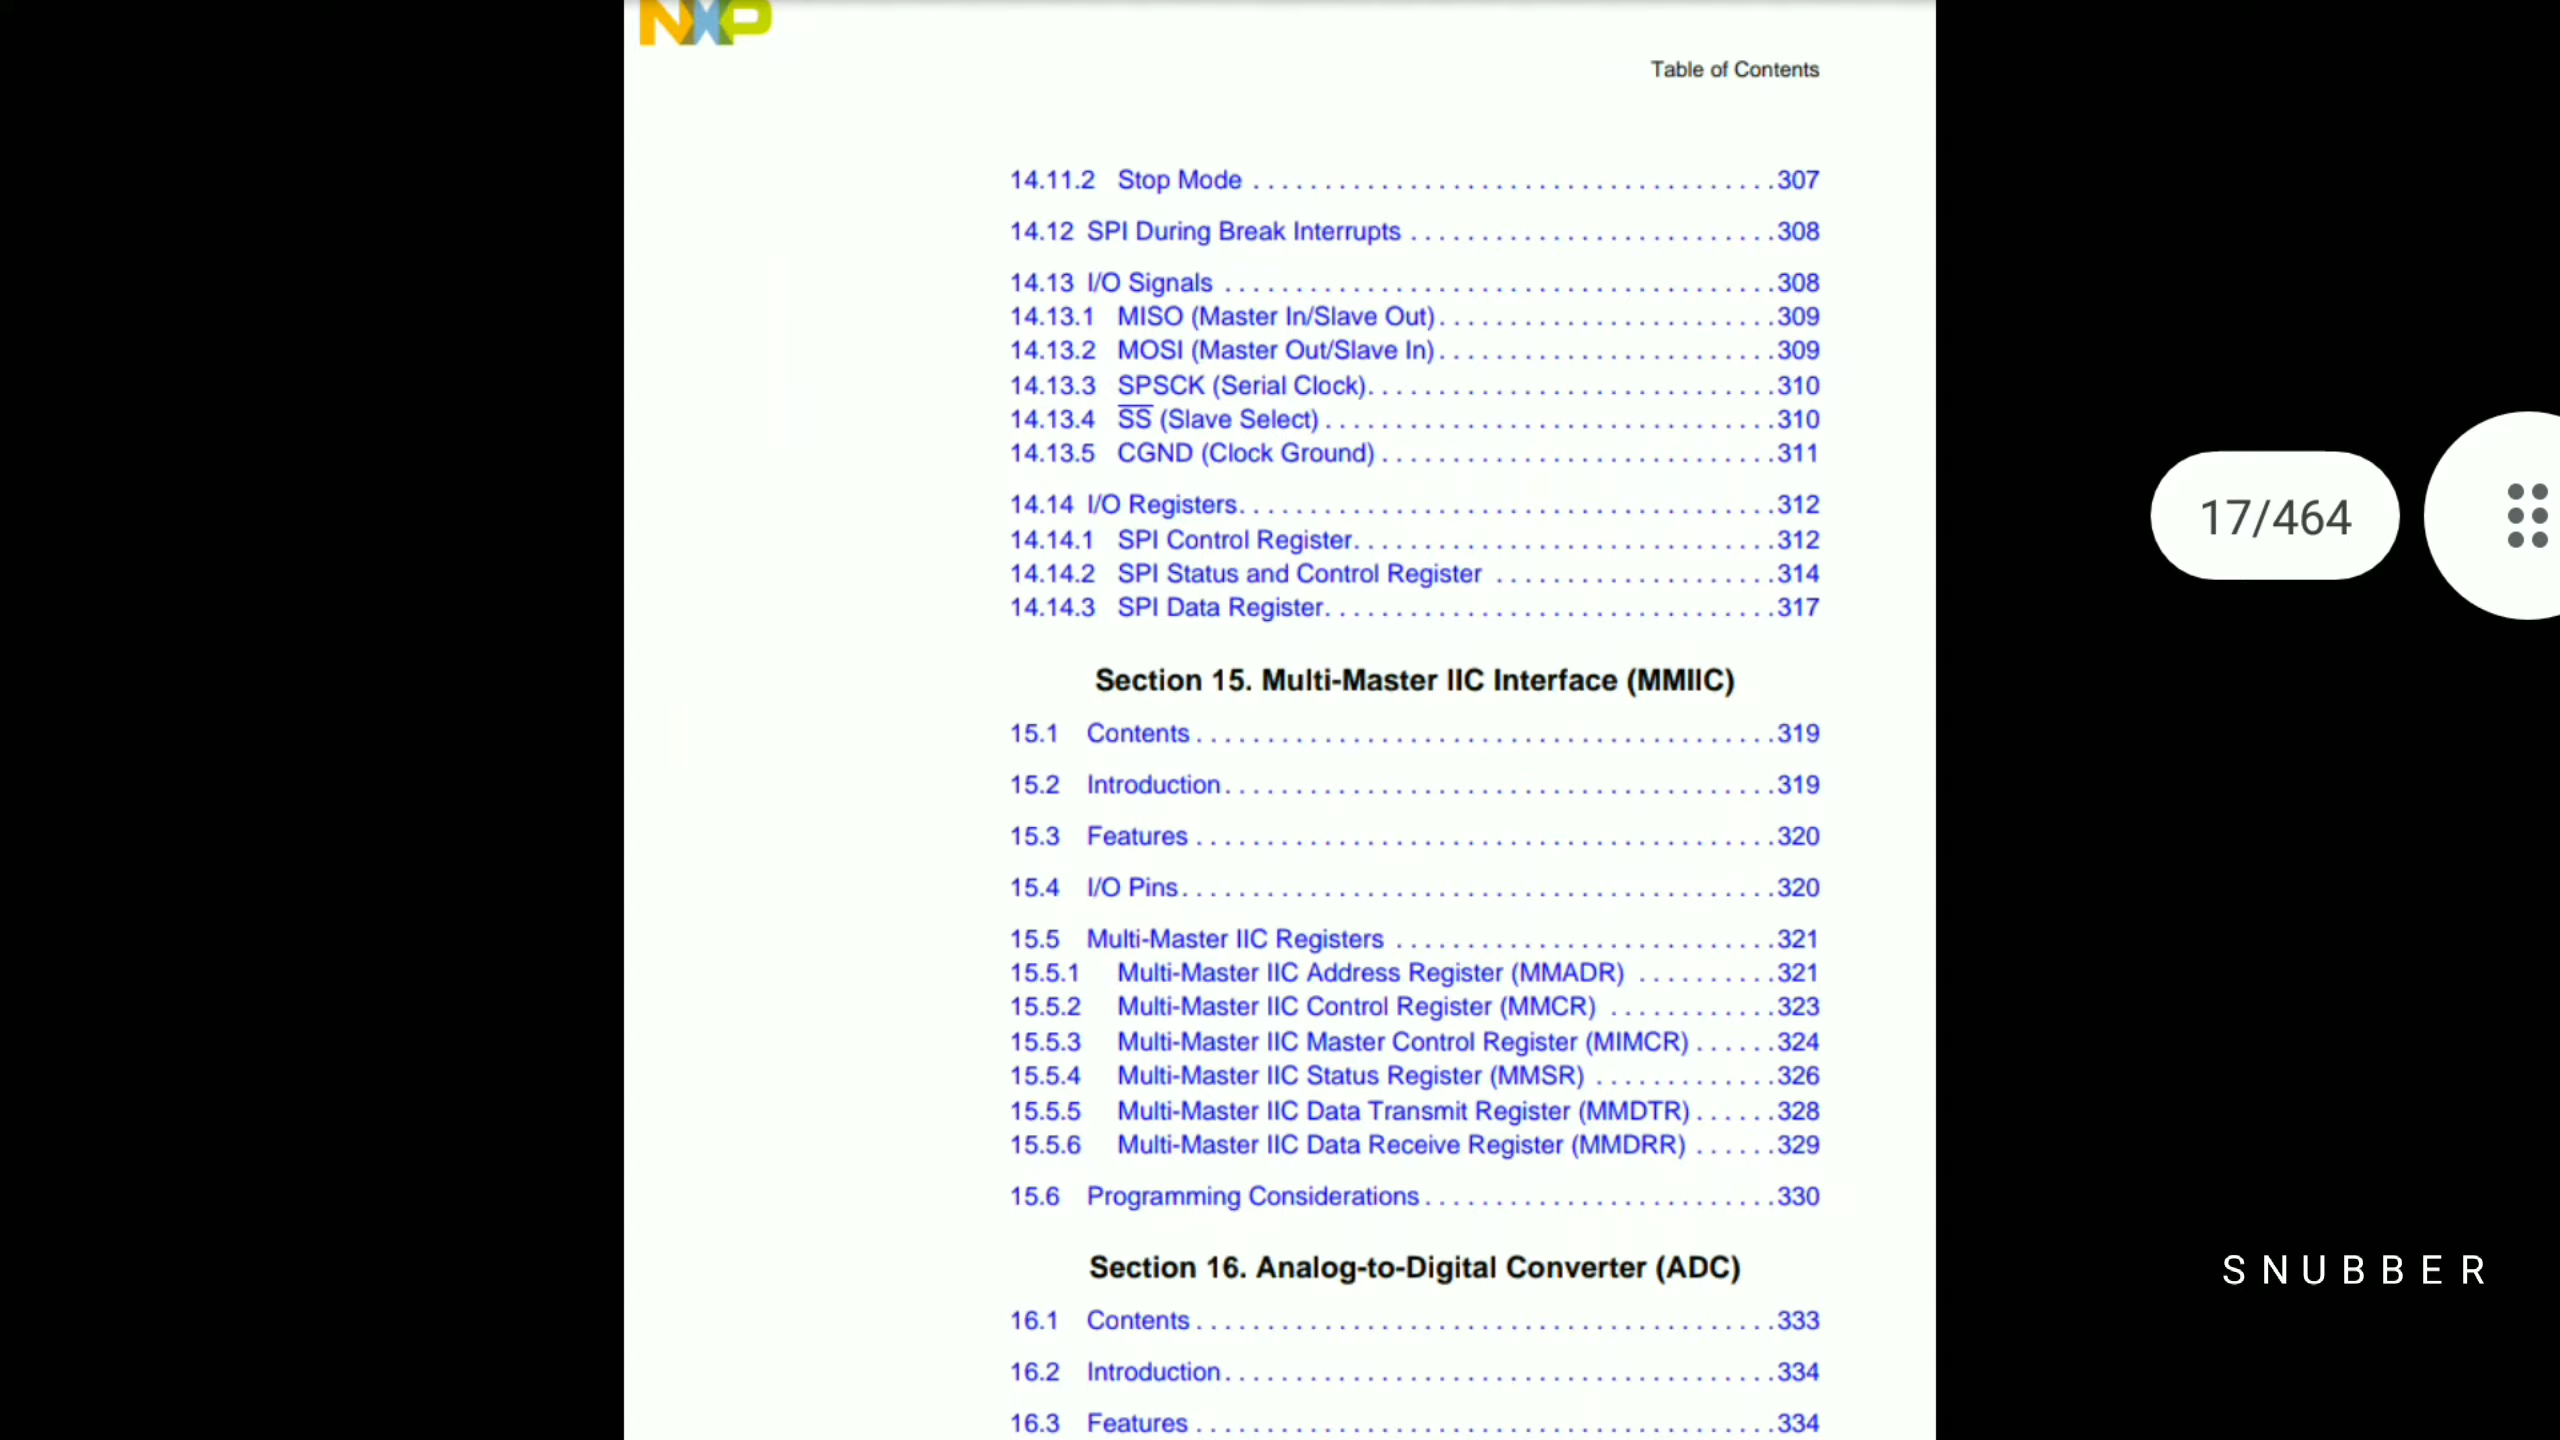 NXP
Table of Contents
14.11.2 Stop Mode . . . . . . . . . . . . . . . . . . . . . . . . . . . . . . . . . . . . .307
14.12 SPI During Break Interrupts . . . . . . . . . . . . . . . . . . . . . . . . . .308
14.13 I/O Signals . . . . . . . . . . . . . . . . . . . . . . . . . . . . . . . . . . . . . . .308
14.13.1 MISO (Master In/Slave Out). . . . . . . . . . . . . . . . . . . . . . . .309
14.13.2 MOSI (Master Out/Slave In). . . . . . . . . . . . . . . . . . . . . . . .309
14.13.3 SPSCK (Serial Clock). . . . . . . . . . . . . . . . . . . . . . . . . . . . .310
14.13.4 SS (Slave Select) . . . . . . . . . . . . . . . . . . . . . . . . . . . . . . . .310
14.13.5 CGND (Clock Ground) . . . . . . . . . . . . . . . . . . . . . . . . . . . .311
14.14 I/O Registers. . . . . . . . . . . . . . . . . . . . . . . . . . . . . . . . . . . . . .312
14.14.1 SPI Control Register. . . . . . . . . . . . . . . . . . . . . . . . . . . . . .312
14.14.2 SPI Status and Control Register . . . . . . . . . . . . . . . . . . . .314
14.14.3 SPI Data Register. . . . . . . . . . . . . . . . . . . . . . . . . . . . . . . .317
Section 15. Multi-Master IIC Interface (MMIIC)
15.1 Contents . . . . . . . . . . . . . . . . . . . . . . . . . . . . . . . . . . . . . . . . .319
15.2 Introduction. . . . . . . . . . . . . . . . . . . . . . . . . . . . . . . . . . . . . . .319
15.3 Features . . . . . . . . . . . . . . . . . . . . . . . . . . . . . . . . . . . . . . . . .320
15.4 I/O Pins. . . . . . . . . . . . . . . . . . . . . . . . . . . . . . . . . . . . . . . . . .320
15.5 Multi-Master IIC Registers . . . . . . . . . . . . . . . . . . . . . . . . . . .321
15.5.1 Multi-Master IIC Address Register (MMADR) . . . . . . . . . .321
15.5.2 Multi-Master IIC Control Register (MMCR) . . . . . . . . . . . .323
15.5.3 Multi-Master IIC Master Control Register (MIMCR) . . . . . .324
15.5.4 Multi-Master IIC Status Register (MMSR) . . . . . . . . . . . . .326
15.5.5 Multi-Master IIC Data Transmit Register (MMDTR) . . . . . .328
15.5.6 Multi-Master IIC Data Receive Register (MMDRR) . . . . . .329
15.6 Programming Considerations . . . . . . . . . . . . . . . . . . . . . . . . .330
Section 16. Analog-to-Digital Converter (ADC)
16.1 Contents . . . . . . . . . . . . . . . . . . . . . . . . . . . . . . . . . . . . . . . . .333
16.2 Introduction. . . . . . . . . . . . . . . . . . . . . . . . . . . . . . . . . . . . . . .334
16.3 Features . . . . . . . . . . . . . . . . . . . . . . . . . . . . . . . . . . . . . . . . .334
17/464
SNUBBER